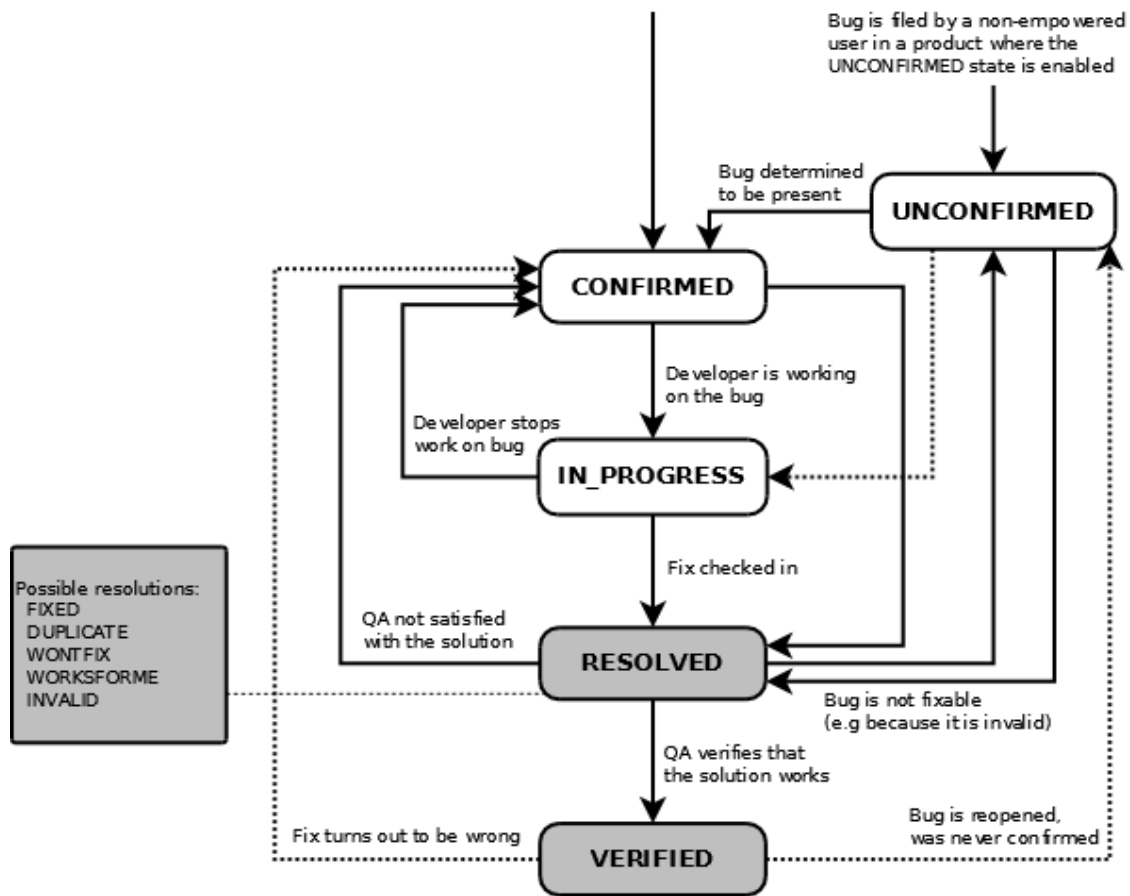 Bug is filed by a non-empowered
user in a product where the
UNCONFIRMED state is enabled
Bug determined
to be present
UNCONFIRMED
CONFIRMED
Developer is working
on the bug
Developer stops
work on bug
IN_PROGRESS
Possible resolutions:
FIXED
DUPLICATE
WONTFIX
WORKSFORME
INVALID
Fix checked in
QA not satisfied
with the solution
RESOLVED
Bug is not fixable
(e.g because it is invalid)
QA verifies that
the solution works
Fix turns out to be wrong
VERIFIED
Bug is reopened,
was never confirmed